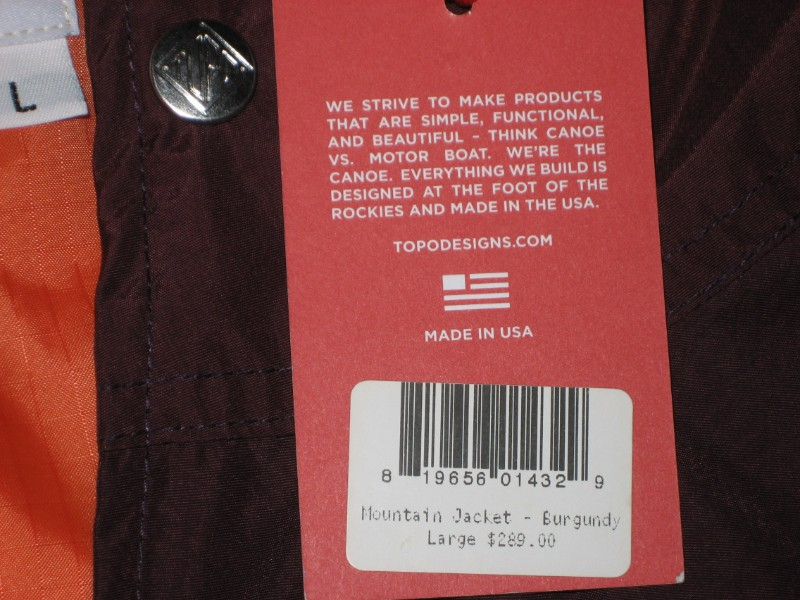 L
WE STRIVE TO MAKE PRODUCTS
THAT ARE SIMPLE, FUNCTIONAL,
AND BEAUTIFUL – THINK CANOE
VS. MOTOR BOAT. WE'RE THE
CANOE. EVERYTHING WE BUILD IS
DESIGNED AT THE FOOT OF THE
ROCKIES AND MADE IN THE USA.
TOPODESIGNS.COM
MADE IN USA
8 19656 01432 9
Mountain Jacket - Burgundy
Large $289.00